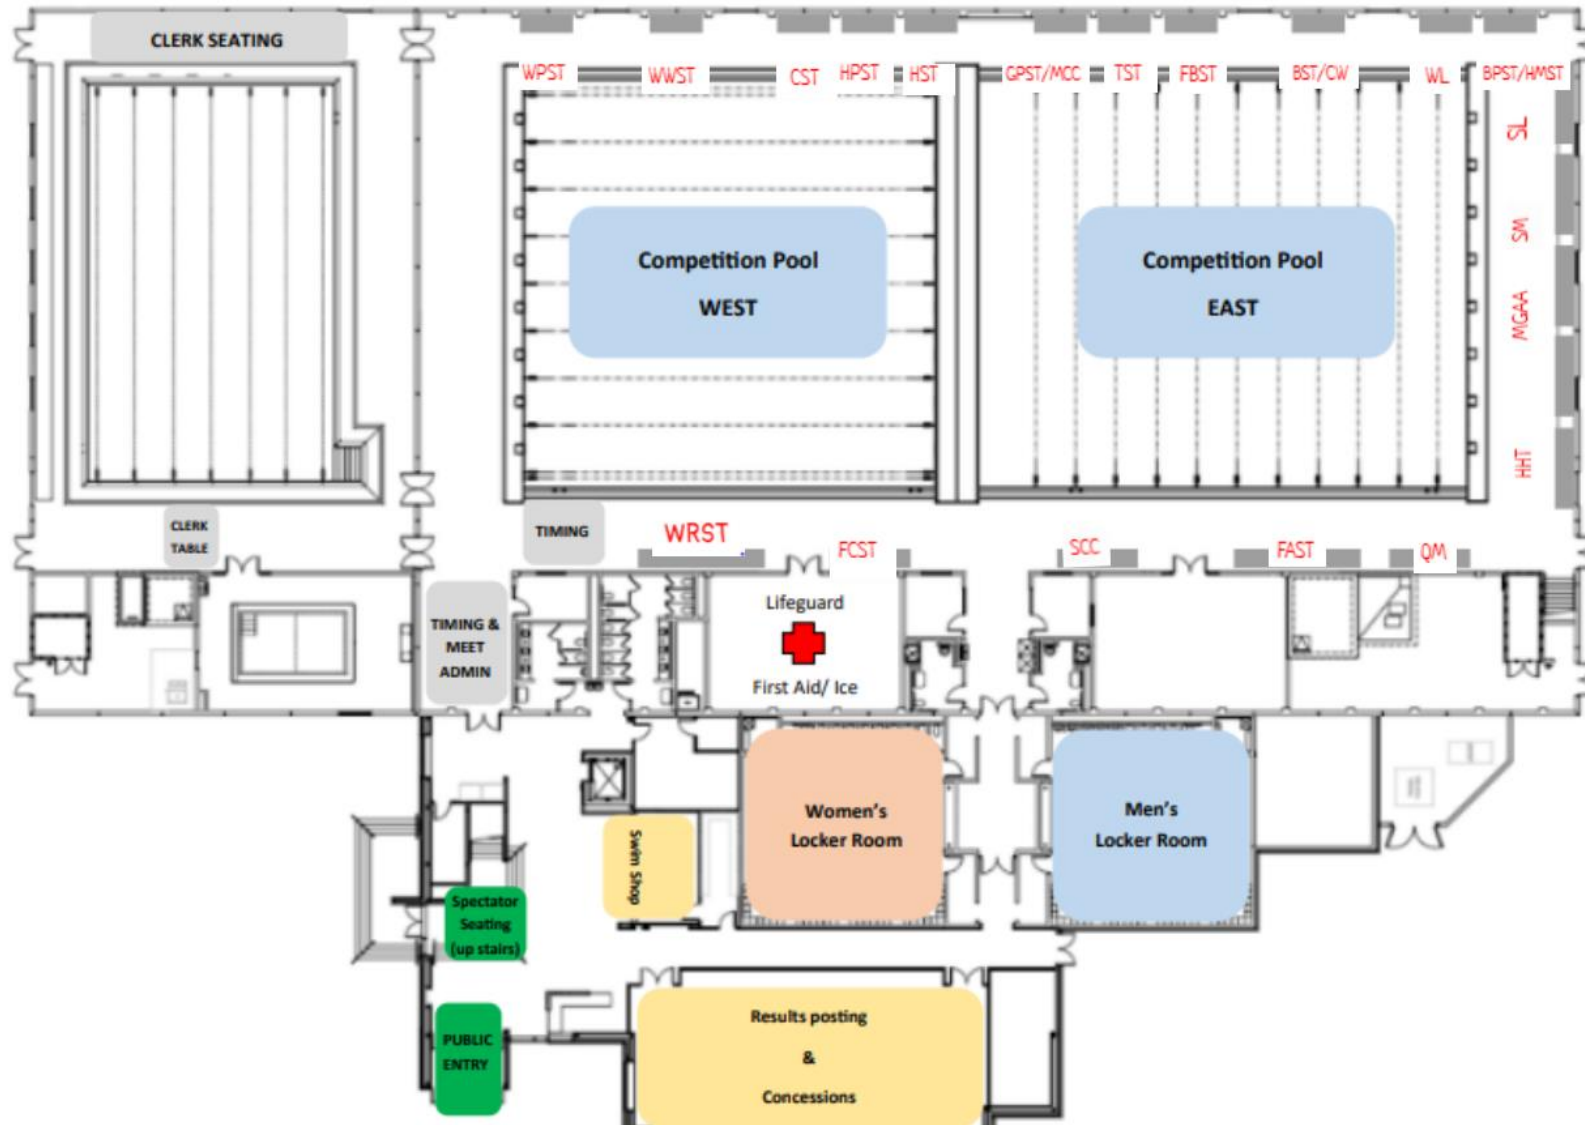 CLERK SEATING
WPST
WWST
CST
HPST
HST
GPST/MCC
TST
FBST
BST/CW
WL
BPST/HMST
SL
SM
MGAA
HHT
Competition Pool
WEST
Competition Pool
EAST
CLERK
TABLE
TIMING
WRST
FCST
SCC
FAST
QM
TIMING &
MEET
ADMIN
Lifeguard
First Aid/ Ice
Women's
Locker Room
Men's
Locker Room
Swim Shop
Spectator
Seating
(up stairs)
PUBLIC
ENTRY
Results posting
&
Concessions